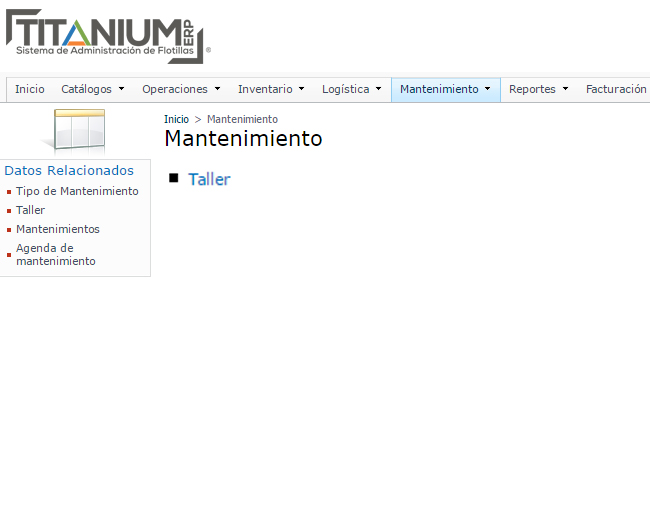 TITANIUM ERP
Sistema de Administración de Flotillas ®
Inicio Catálogos Operaciones Inventario Logística Mantenimiento Reportes Facturación
Inicio > Mantenimiento
Mantenimiento
Datos Relacionados
Tipo de Mantenimiento
Taller
Mantenimientos
Agenda de
mantenimiento
Taller